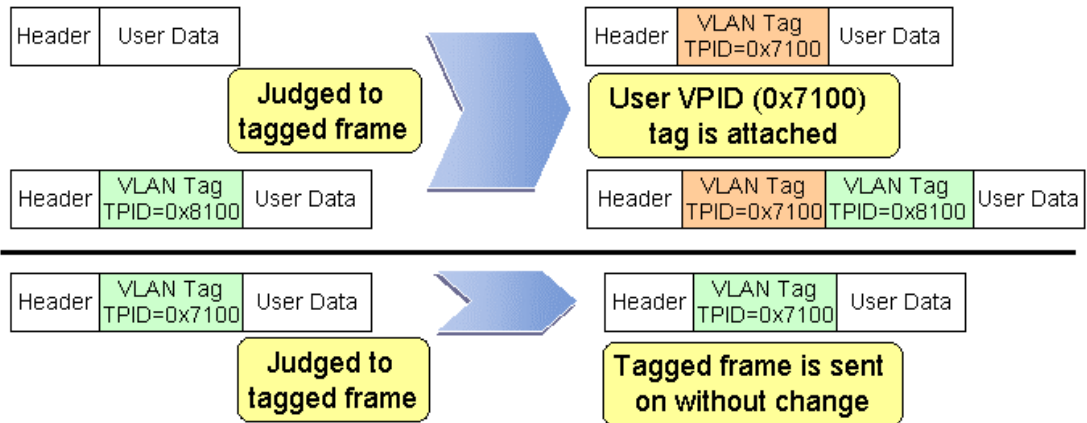 Header User Data
Header VLAN Tag TPID=0x7100 User Data
Judged to
tagged frame
User VPID (0x7100)
tag is attached
Header VLAN Tag TPID=0x8100 User Data
Header VLAN Tag TPID=0x7100 VLAN Tag TPID=0x8100 User Data
Header VLAN Tag TPID=0x7100 User Data
Header VLAN Tag TPID=0x7100 User Data
Judged to
tagged frame
Tagged frame is sent
on without change